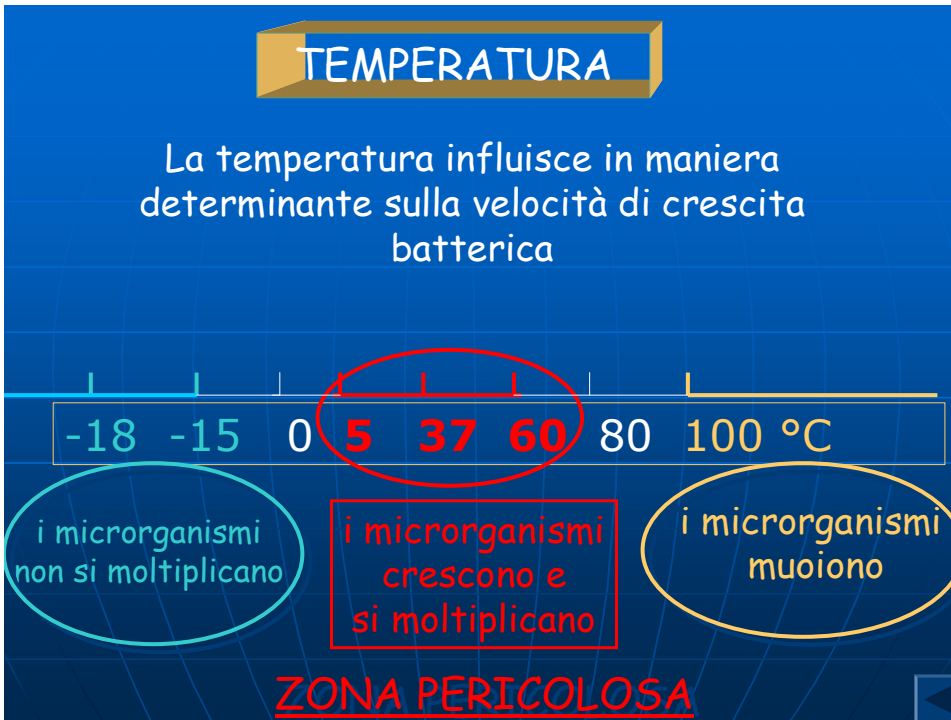 TEMPERATURA
La temperatura influisce in maniera
determinante sulla velocità di crescita
batterica
-18 -15 0 5 37 60 80 100 °C
i microrganismi
non si moltiplicano
i microrganismi
crescono e
si moltiplicano
i microrganismi
muoiono
ZONA PERICOLOSA